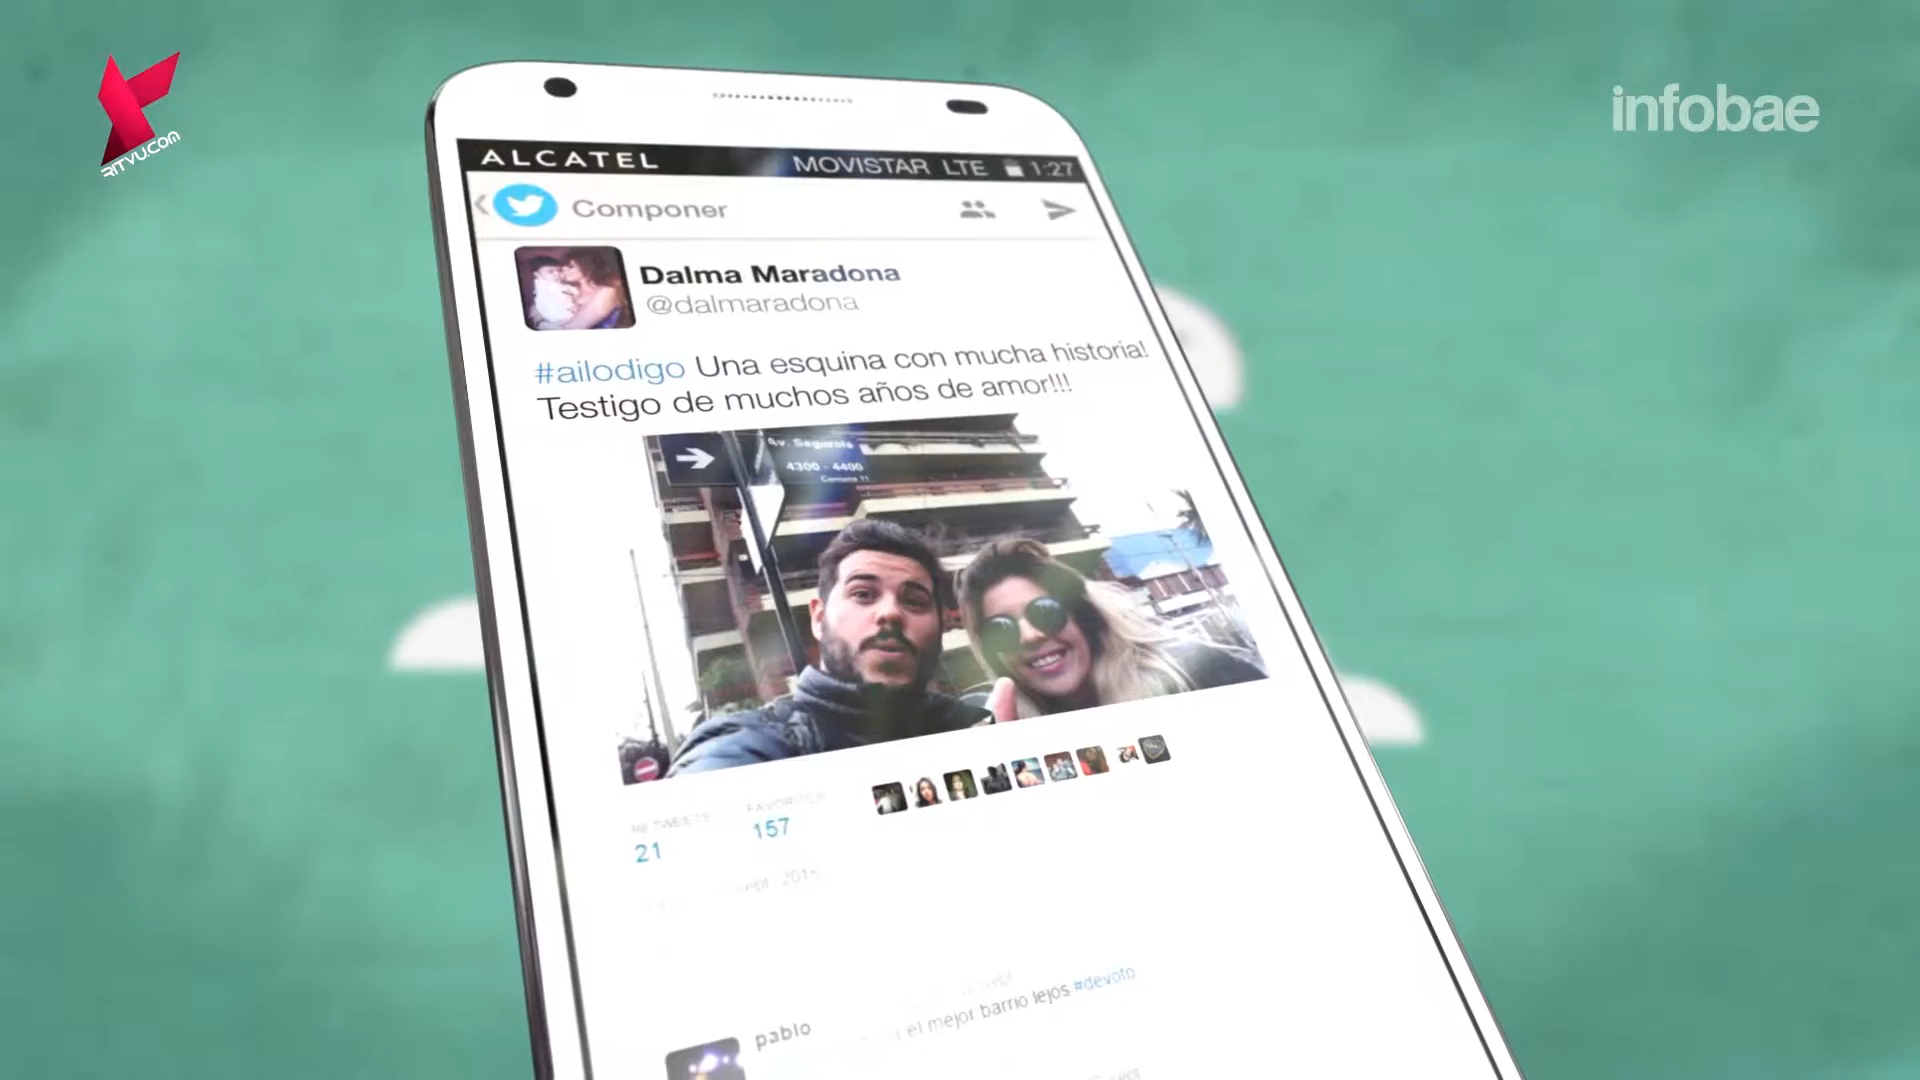 RITVU.COM
infobae
ALCATEL MOVISTAR LTE 1:27
Componer
Dalma Maradona
@dalmaradona
#ailodigo Una esquina con mucha historia!
Testigo de muchos años de amor!!!
Av. Segurola
4300 - 4400
Comuna 11
RETWEETS FAVORITOS
21 157
pablo
el mejor barrio lejos #devoto